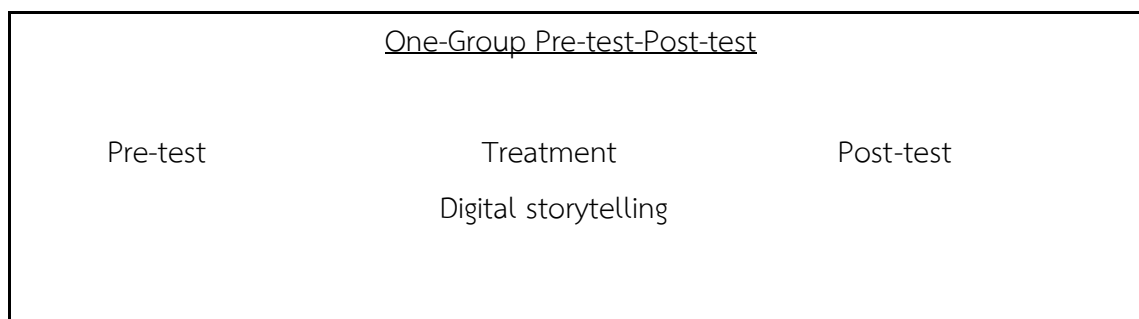 One-Group Pre-test-Post-test
Pre-test Treatment Post-test
Digital storytelling